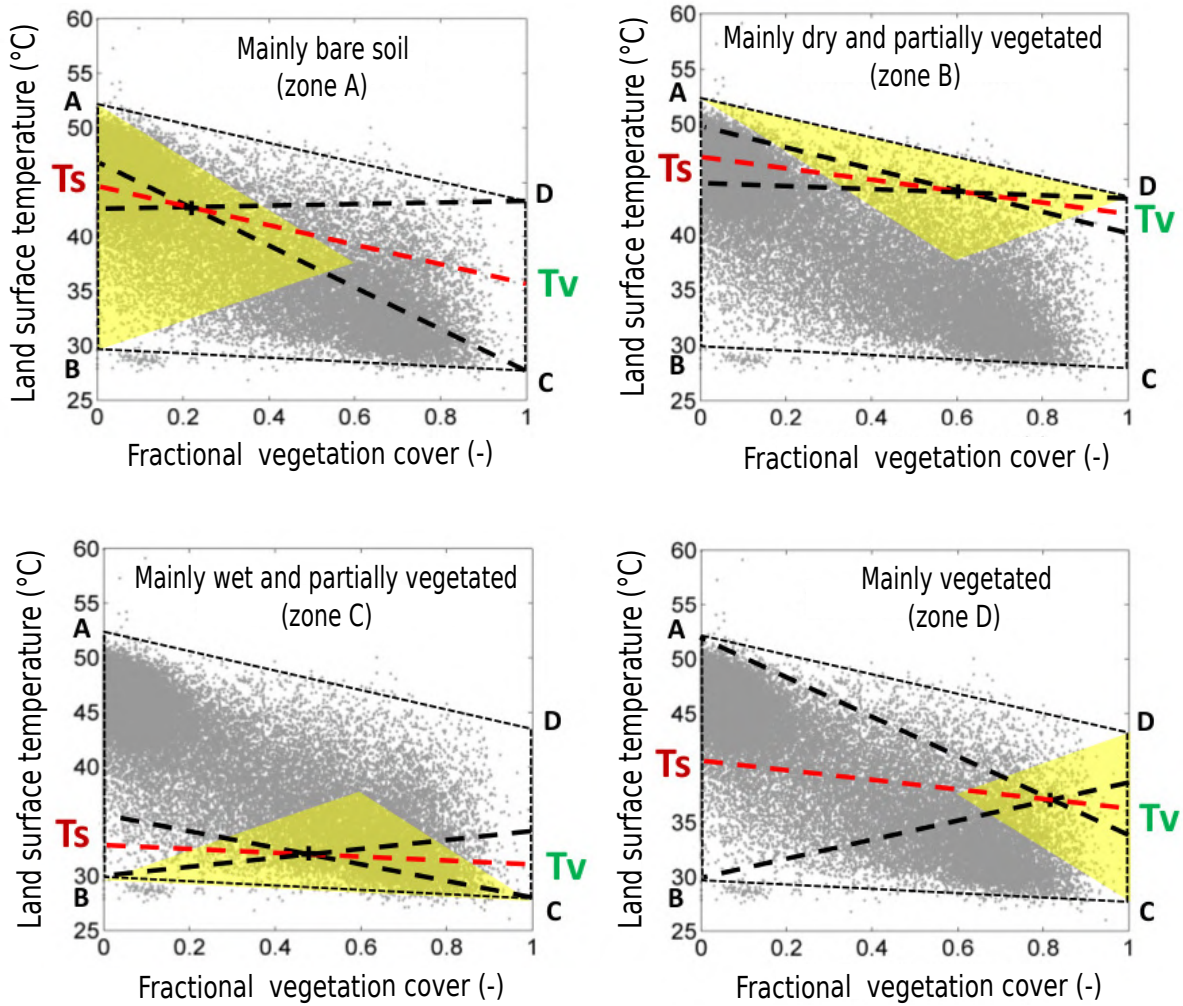 Land surface temperature (°C)
60
55
50
40
35
30
25
Mainly bare soil
(zone A)
A
B
C
D
Ts
Tv
0 0.2 0.4 0.6 0.8 1
Fractional vegetation cover (-)
Land surface temperature (°C)
60
55
50
40
35
30
25
Mainly dry and partially vegetated
(zone B)
A
B
C
D
Ts
Tv
0 0.2 0.4 0.6 0.8 1
Fractional vegetation cover (-)
Land surface temperature (°C)
60
55
50
45
40
30
25
Mainly wet and partially vegetated
(zone C)
A
B
C
D
Ts
Tv
0 0.2 0.4 0.6 0.8 1
Fractional vegetation cover (-)
Land surface temperature (°C)
60
55
50
45
35
30
25
Mainly vegetated
(zone D)
A
B
C
D
Ts
Tv
0 0.2 0.4 0.6 0.8 1
Fractional vegetation cover (-)